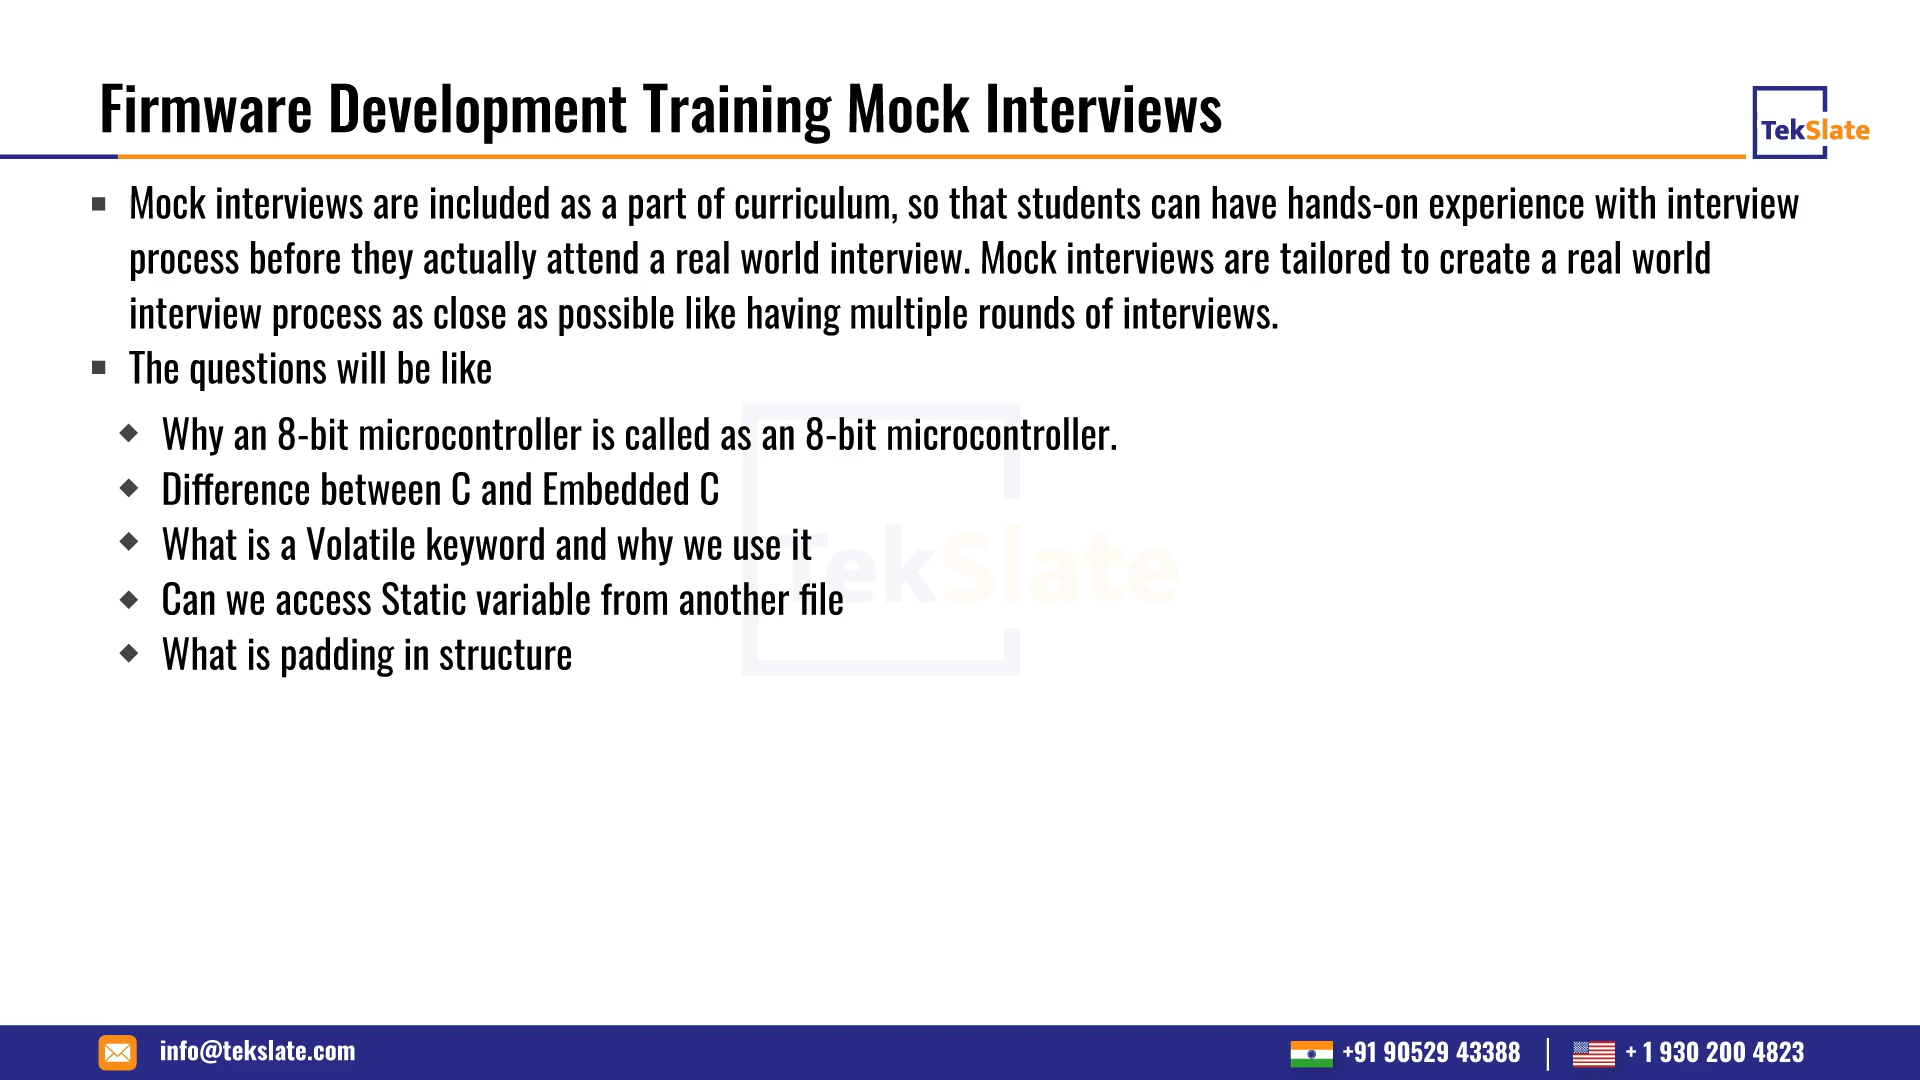 Firmware Development Training Mock Interviews
TekSlate
Mock interviews are included as a part of curriculum, so that students can have hands-on experience with interview
process before they actually attend a real world interview. Mock interviews are tailored to create a real world
interview process as close as possible like having multiple rounds of interviews.
The questions will be like
Why an 8-bit microcontroller is called as an 8-bit microcontroller.
Difference between C and Embedded C
What is a Volatile keyword and why we use it
Can we access Static variable from another file
What is padding in structure
TekSlate
info@tekslate.com
+91 90529 43388
+ 1 930 200 4823